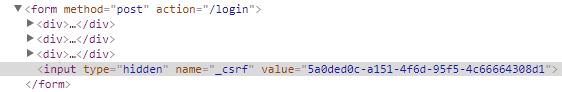 <form method="post" action="/login">
<div>…</div>
<div>…</div>
<div>…</div>
<input type="hidden" name="_csrf" value="5a0ded0c-a151-4f6d-95f5-4c66664308d1">
</form>